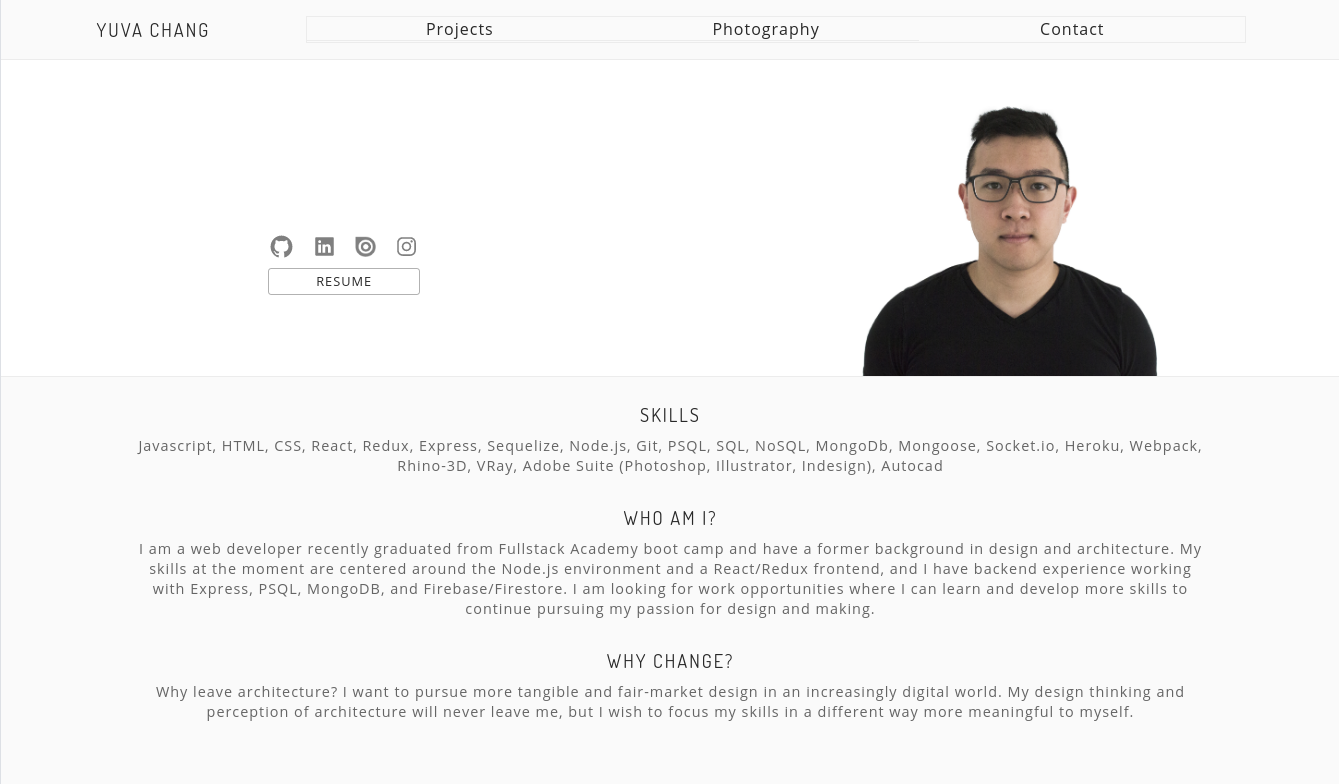 YUVA CHANG
Projects
Photography
Contact
RESUME
SKILLS
Javascript, HTML, CSS, React, Redux, Express, Sequelize, Node.js, Git, PSQL, SQL, NoSQL, MongoDb, Mongoose, Socket.io, Heroku, Webpack,
Rhino-3D, VRay, Adobe Suite (Photoshop, Illustrator, Indesign), Autocad
WHO AM I?
I am a web developer recently graduated from Fullstack Academy boot camp and have a former background in design and architecture. My
skills at the moment are centered around the Node.js environment and a React/Redux frontend, and I have backend experience working
with Express, PSQL, MongoDB, and Firebase/Firestore. I am looking for work opportunities where I can learn and develop more skills to
continue pursuing my passion for design and making.
WHY CHANGE?
Why leave architecture? I want to pursue more tangible and fair-market design in an increasingly digital world. My design thinking and
perception of architecture will never leave me, but I wish to focus my skills in a different way more meaningful to myself.